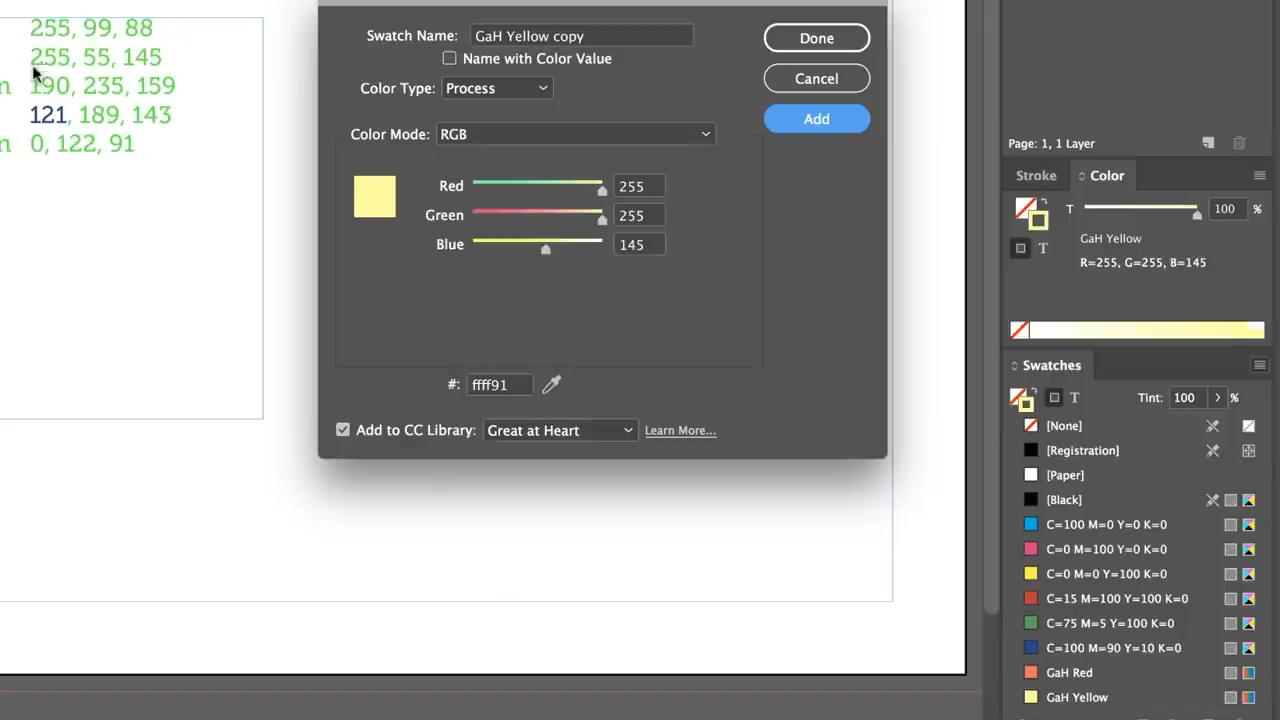 255, 99, 88
255, 55, 145
n 190, 235, 159
121, 189, 143
n 0, 122, 91
Swatch Name: GaH Yellow copy
Name with Color Value
Color Type: Process
Color Mode: RGB
Red 255
Green 255
Blue 145
#: ffff91
Add to CC Library: Great at Heart Learn More...
Done
Cancel
Add
Page: 1, 1 Layer
Stroke Color
T 100 %
GaH Yellow
T R=255, G=255, B=145
Swatches
T Tint: 100 %
[None]
[Registration]
[Paper]
[Black]
C=100 M=0 Y=0 K=0
C=0 M=100 Y=0 K=0
C=0 M=0 Y=100 K=0
C=15 M=100 Y=100 K=0
C=75 M=5 Y=100 K=0
C=100 M=90 Y=10 K=0
GaH Red
GaH Yellow